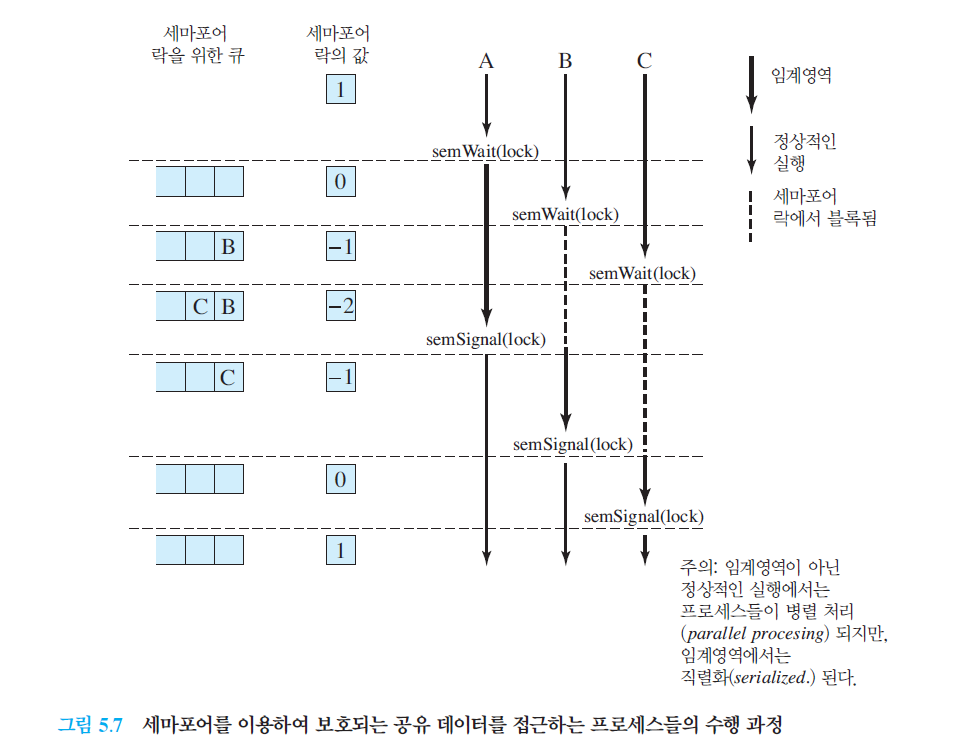 세마포어
락을 위한 큐
세마포어
락의 값
A
B
C
1
임계영역
정상적인
실행
세마포어
락에서 블록됨
semWait(lock)
0
semWait(lock)
B
−1
semWait(lock)
C B
−2
semSignal(lock)
C
−1
semSignal(lock)
0
semSignal(lock)
1
주의: 임계영역이 아닌
정상적인 실행에서는
프로세스들이 병렬 처리
(parallel procesing) 되지만,
임계영역에서는
직렬화(serialized.) 된다.
그림 5.7 세마포어를 이용하여 보호되는 공유 데이터를 접근하는 프로세스들의 수행 과정